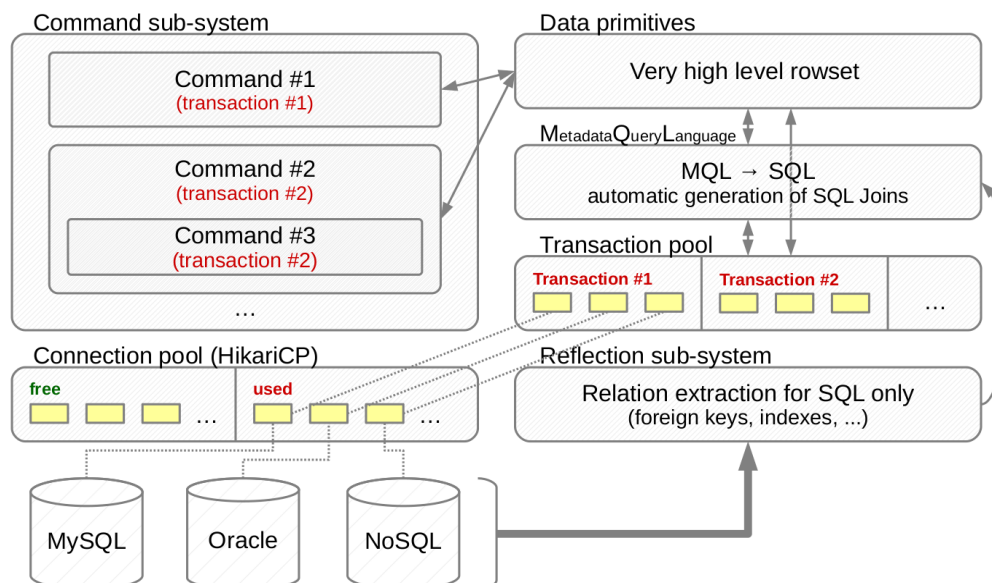 Command sub-system
Command #1
(transaction #1)
Command #2
(transaction #2)
Command #3
(transaction #2)
…
Data primitives
Very high level rowset
MetadataQueryLanguage
MQL → SQL
automatic generation of SQL Joins
Transaction pool
Transaction #1
Transaction #2
…
Connection pool (HikariCP)
free
…
used
…
Reflection sub-system
Relation extraction for SQL only
(foreign keys, indexes, ...)
MySQL
Oracle
NoSQL